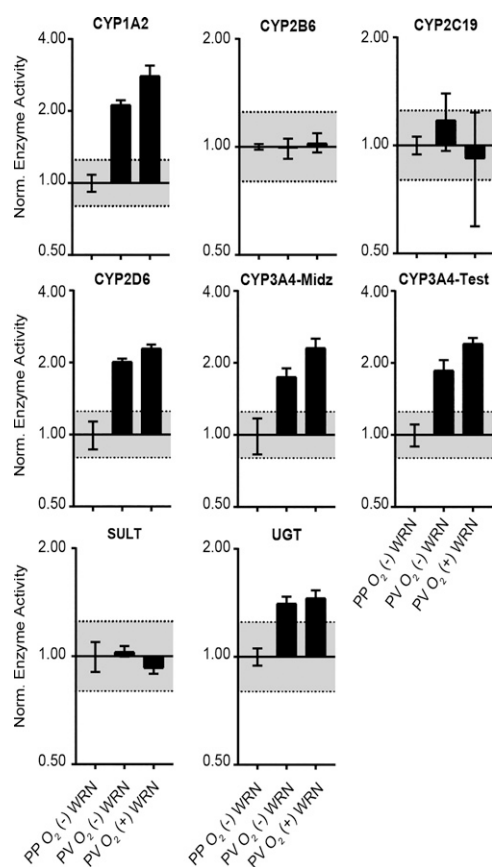 CYP1A2
CYP2B6
CYP2C19
Norm. Enzyme Activity
4.00
2.00
1.00
0.50
2.00
1.00
0.50
2.00
1.00
0.50
CYP2D6
CYP3A4-Midz
CYP3A4-Test
Norm. Enzyme Activity
4.00
2.00
1.00
0.50
4.00
2.00
1.00
0.50
4.00
2.00
1.00
0.50
PP O₂ (-) WRN
PV O₂ (-) WRN
PV O₂ (+) WRN
SULT
UGT
Norm. Enzyme Activity
2.00
1.00
0.50
2.00
1.00
0.50
PP O₂ (-) WRN
PV O₂ (-) WRN
PV O₂ (+) WRN
PP O₂ (-) WRN
PV O₂ (-) WRN
PV O₂ (+) WRN